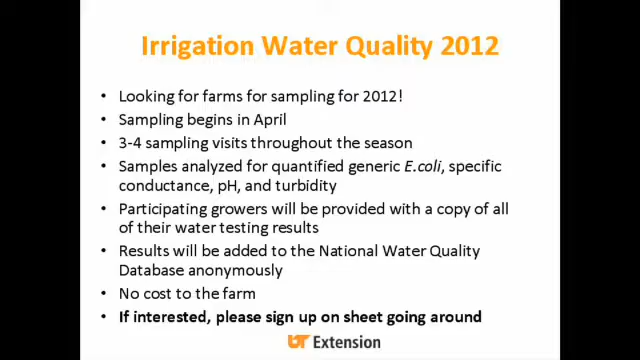 Irrigation Water Quality 2012
• Looking for farms for sampling for 2012!
• Sampling begins in April
• 3-4 sampling visits throughout the season
• Samples analyzed for quantified generic E.coli, specific
conductance, pH, and turbidity
• Participating growers will be provided with a copy of all
of their water testing results
• Results will be added to the National Water Quality
Database anonymously
• No cost to the farm
• If interested, please sign up on sheet going around
UT Extension